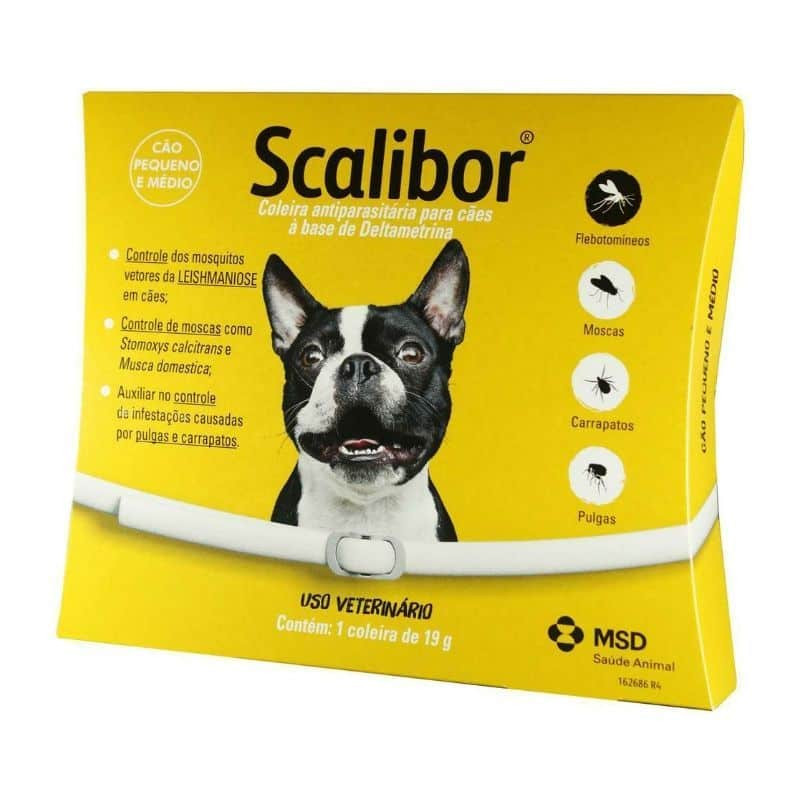 CÃO
PEQUENO
E MÉDIO
Scalibor®
Coleira antiparasitária para cães
à base de Deltametrina
Controle dos mosquitos
vetores da LEISHMANIOSE
em cães;
Controle de moscas como
Stomoxys calcitrans e
Musca domestica;
Auxiliar no controle
da infestações causadas
por pulgas e carrapatos.
Flebotomíneos
Moscas
Carrapatos
Pulgas
CÃO PEQUENO E MÉDIO
USO VETERINÁRIO
Contém: 1 coleira de 19 g
MSD
Saúde Animal
162686 R4